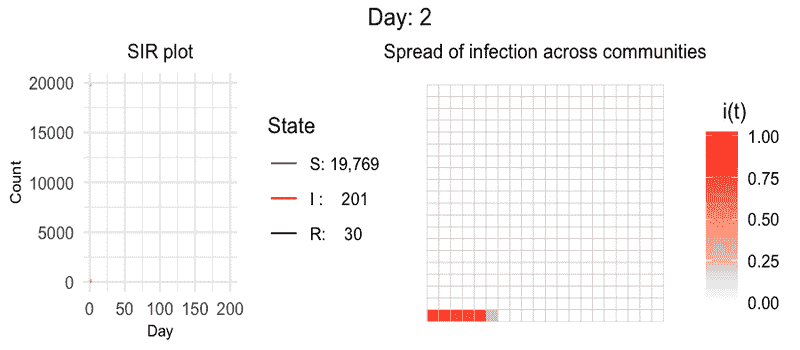 Day: 2
SIR plot
Spread of infection across communities
20000
15000
10000
5000
0
Count
0 50 100 150 200
Day
State
S: 19,769
I : 201
R: 30
i(t)
1.00
0.75
0.50
0.25
0.00